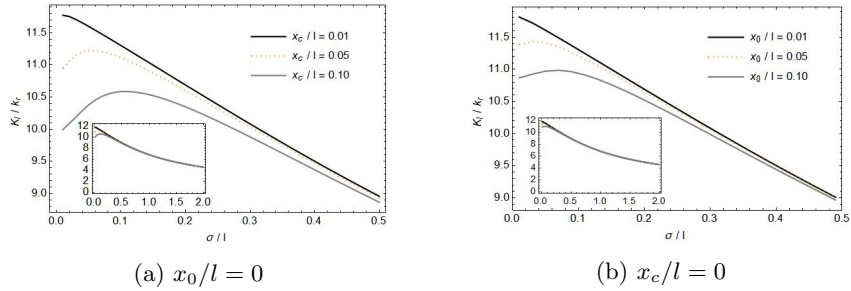 x_c / l = 0.01
x_c / l = 0.05
x_c / l = 0.10
11.5
11.0
10.5
10.0
9.5
9.0
K_l / k_r
12
10
8
6
4
2
0
0.0 0.5 1.0 1.5 2.0
0.0 0.1 0.2 0.3 0.4 0.5
σ / l
(a) x_0/l = 0
x_0 / l = 0.01
x_0 / l = 0.05
x_0 / l = 0.10
11.5
11.0
10.5
10.0
9.5
9.0
K_l / k_r
12
10
8
6
4
2
0
0.0 0.5 1.0 1.5 2.0
0.0 0.1 0.2 0.3 0.4 0.5
σ / l
(b) x_c/l = 0